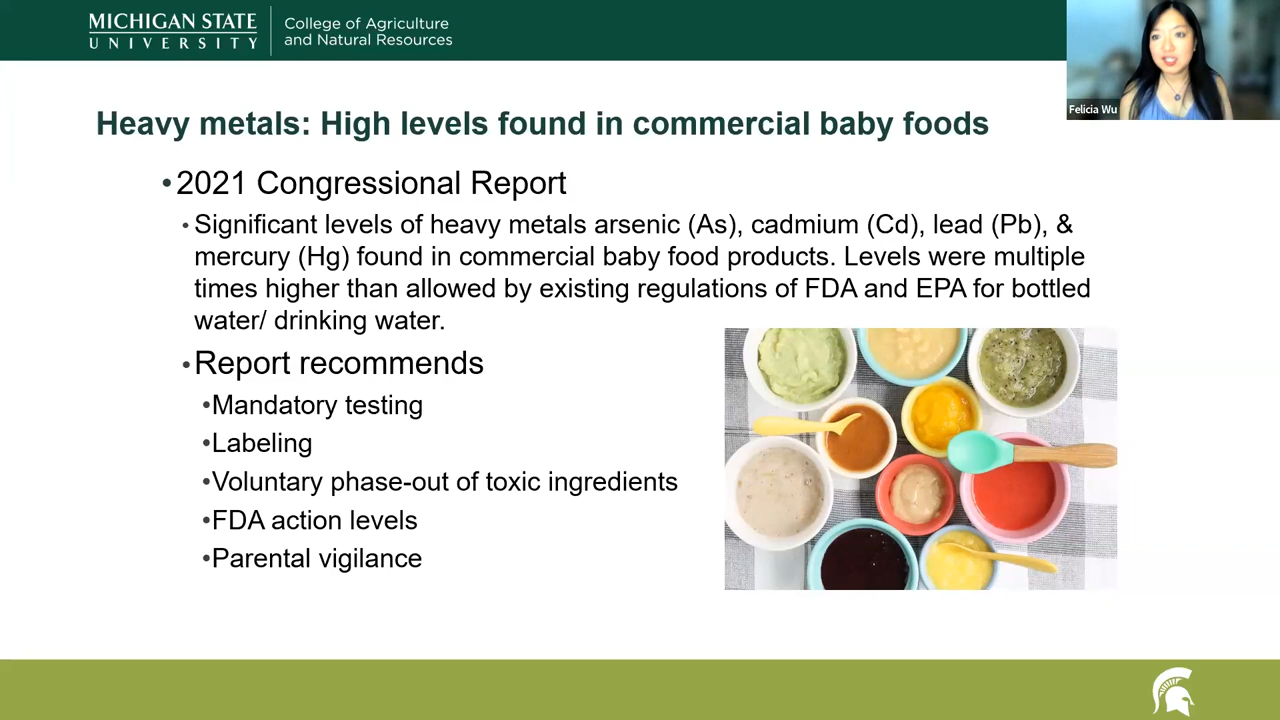 MICHIGAN STATE
UNIVERSITY
College of Agriculture
and Natural Resources
Felicia Wu
Heavy metals: High levels found in commercial baby foods
•2021 Congressional Report
•Significant levels of heavy metals arsenic (As), cadmium (Cd), lead (Pb), &
mercury (Hg) found in commercial baby food products. Levels were multiple
times higher than allowed by existing regulations of FDA and EPA for bottled
water/ drinking water.
•Report recommends
•Mandatory testing
•Labeling
•Voluntary phase-out of toxic ingredients
•FDA action levels
•Parental vigilance